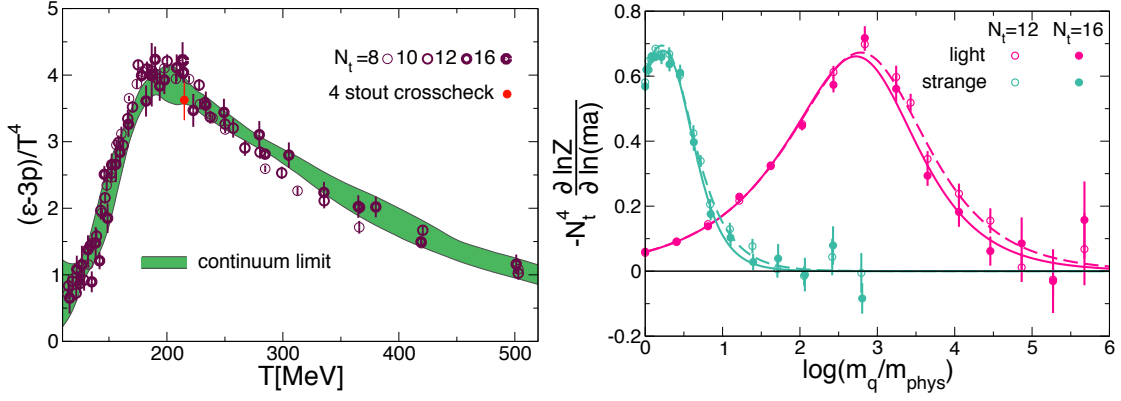 (ε-3p)/T⁴
5
4
3
2
1
0
200
300
400
500
T[MeV]
N_t =8 10 12 16
4 stout crosscheck
continuum limit
-N_t⁴ ∂ lnZ / ∂ ln(ma)
0.8
0.6
0.4
0.2
0
-0.2
0
1
2
3
4
5
6
log(m_q/m_phys)
N_t=12 N_t=16
light
strange